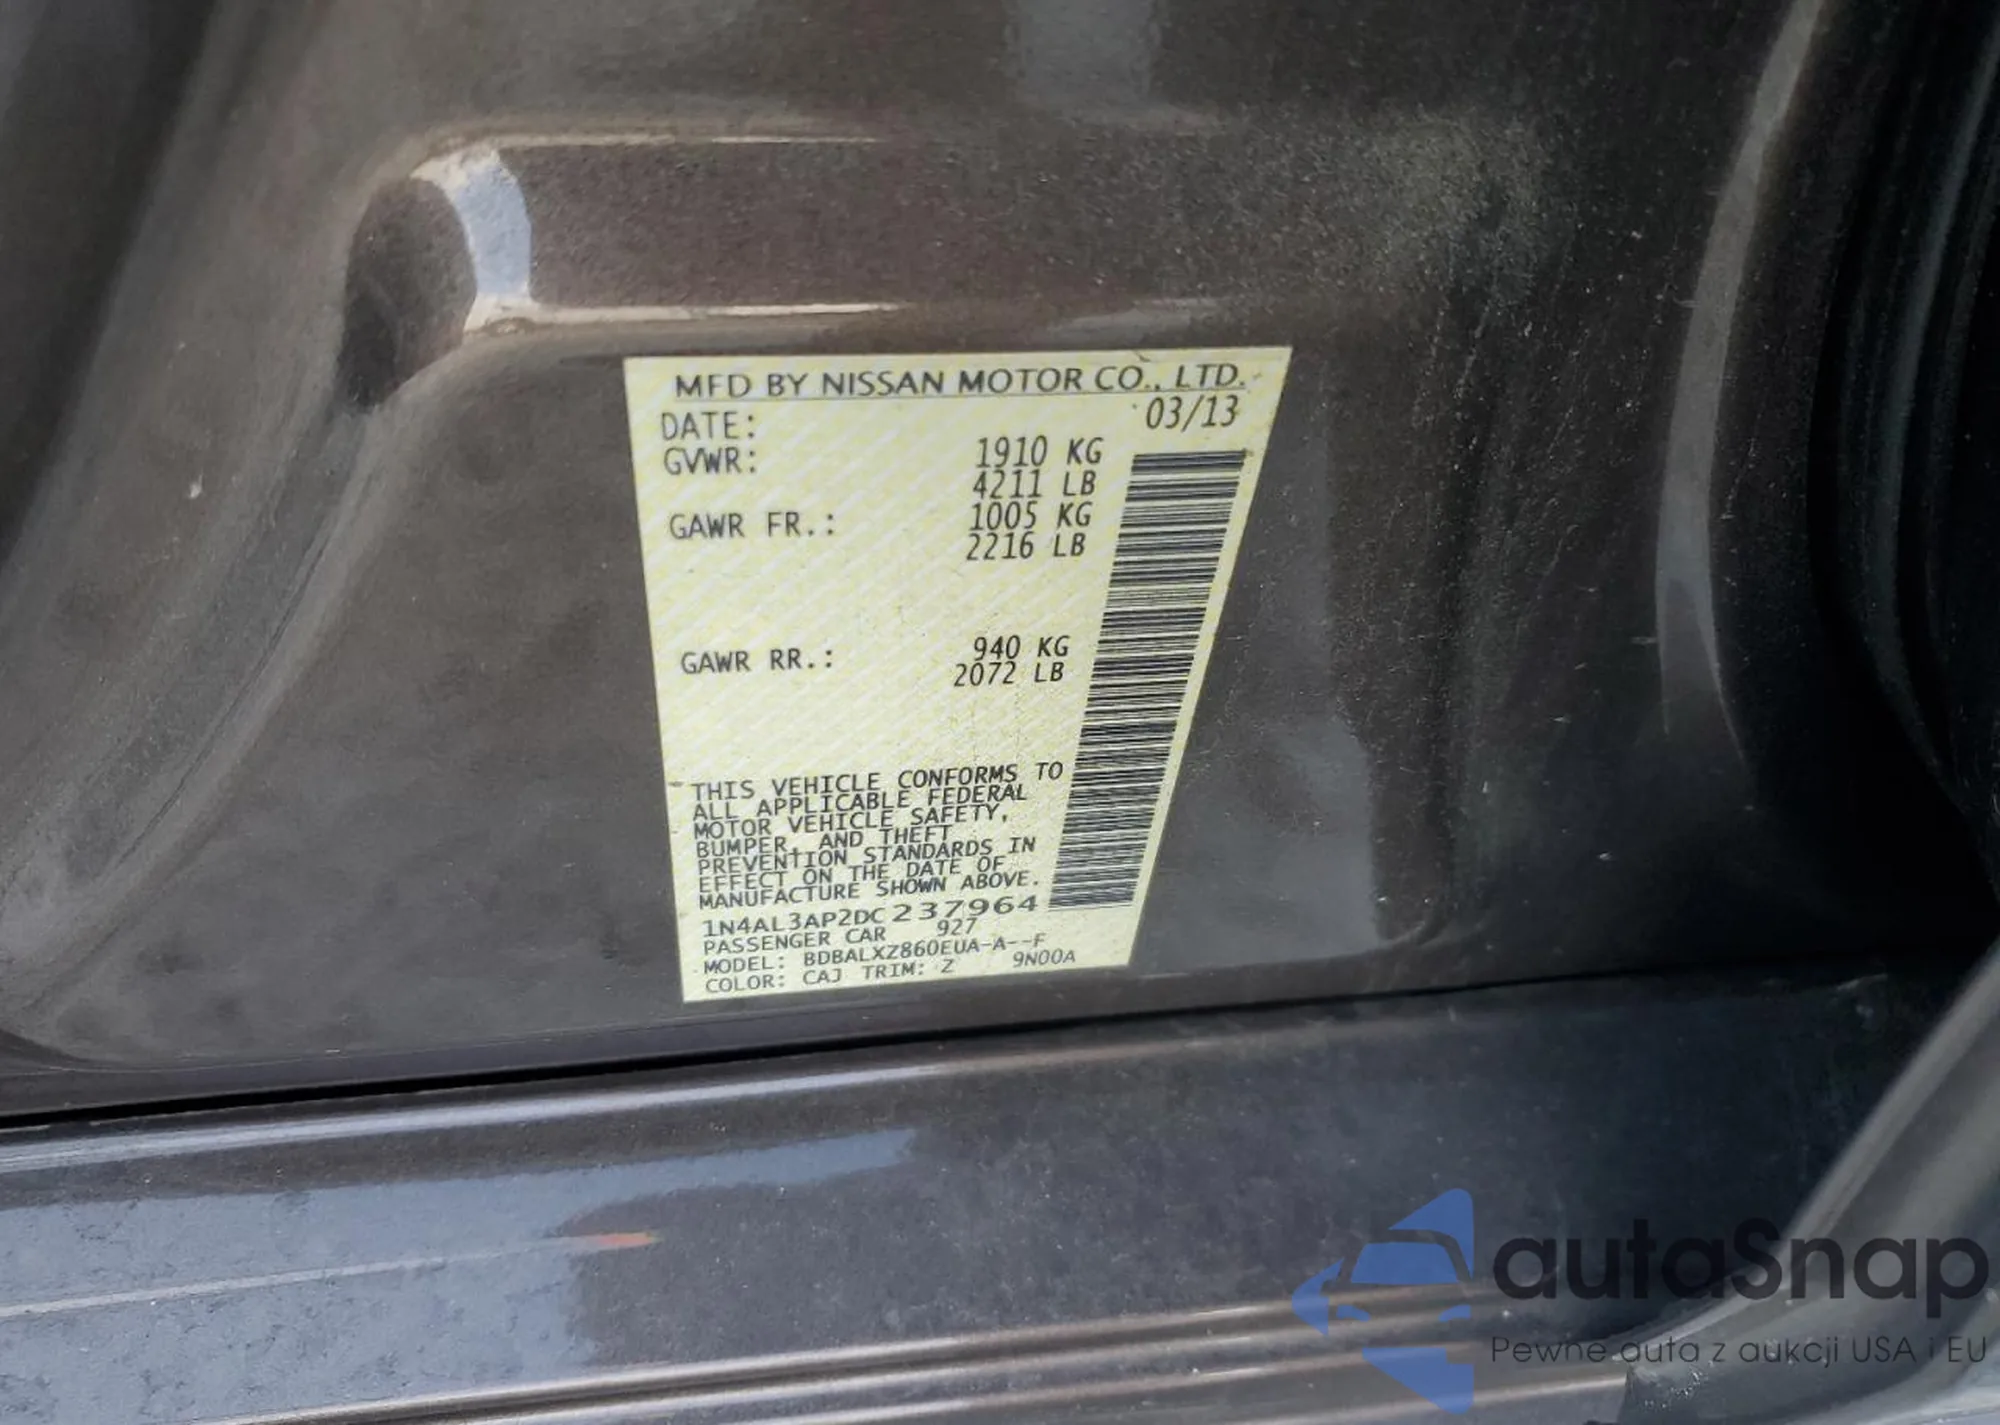 MFD BY NISSAN MOTOR CO., LTD.
DATE: 03/13
GVWR: 1910 KG
4211 LB
GAWR FR.: 1005 KG
2216 LB
GAWR RR.: 940 KG
2072 LB
THIS VEHICLE CONFORMS TO
ALL APPLICABLE FEDERAL
MOTOR VEHICLE SAFETY,
BUMPER, AND THEFT
PREVENTION STANDARDS IN
EFFECT ON THE DATE OF
MANUFACTURE SHOWN ABOVE.
1N4AL3AP2DC237964
PASSENGER CAR 927
MODEL: BDBALXZ860EUA-A--F
COLOR: CAJ TRIM: Z 9N00A
autaSnap
Pewne auta z aukcji USA i EU